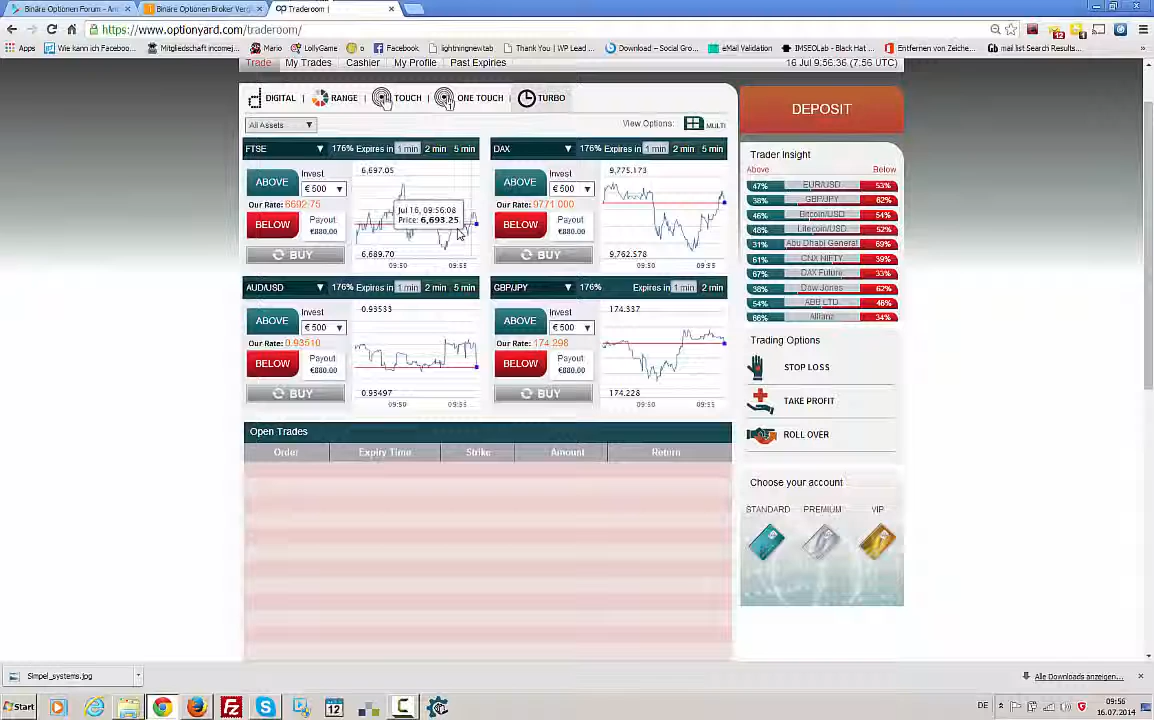 Binäre Optionen Forum - An
Binäre Optionen Broker Verg
Traderoom |
https://www.optionyard.com/traderoom/
Apps
Wie kann ich Faceboo...
Mitgliedschaft incomej...
LollyGame
Mario
o
Facebook
lightningnewtab
Thank You | WP Lead ...
Download – Social Gro...
eMail Validation
IMSEOLab - Black Hat ...
Entfernen von Zeiche...
mail list Search Results...
Trade My Trades Cashier My Profile Past Expiries
16 Jul 9:56:36 (7:56 UTC)
DIGITAL | RANGE | TOUCH | ONE TOUCH | TURBO
All Assets
View Options: MULTI
FTSE 176% Expires in 1 min 2 min 5 min
ABOVE
Invest
€ 500
Our Rate: 6692.75
BELOW
Payout
€880.00
BUY
6,697.05
Jul 16, 09:56:08
Price: 6,693.25
6,689.70
09:50 09:55
DAX 176% Expires in 1 min 2 min 5 min
ABOVE
Invest
€ 500
Our Rate: 9771.000
BELOW
Payout
€880.00
BUY
9,775.173
9,762.578
09:50 09:55
AUD/USD 176% Expires in 1 min 2 min 5 min
ABOVE
Invest
€ 500
Our Rate: 0.93510
BELOW
Payout
€880.00
BUY
0.93533
0.93497
09:50 09:55
GBP/JPY 176% Expires in 1 min 2 min
ABOVE
Invest
€ 500
Our Rate: 174.298
BELOW
Payout
€880.00
BUY
174.337
174.228
09:50 09:55
Open Trades
Order Expiry Time Strike Amount Return
DEPOSIT
Trader Insight
Above Below
47% EUR/USD 53%
38% GBP/JPY 62%
46% Bitcoin/USD 54%
48% Litecoin/USD 52%
31% Abu Dhabi General 69%
61% CNX NIFTY 39%
67% DAX Future 33%
38% Dow Jones 62%
54% ABB LTD 46%
66% Allianz 34%
Trading Options
STOP LOSS
TAKE PROFIT
ROLL OVER
Choose your account
STANDARD PREMIUM VIP
Simpel_systems.jpg
Alle Downloads anzeigen...
Start
12
DE
09:56
16.07.2014